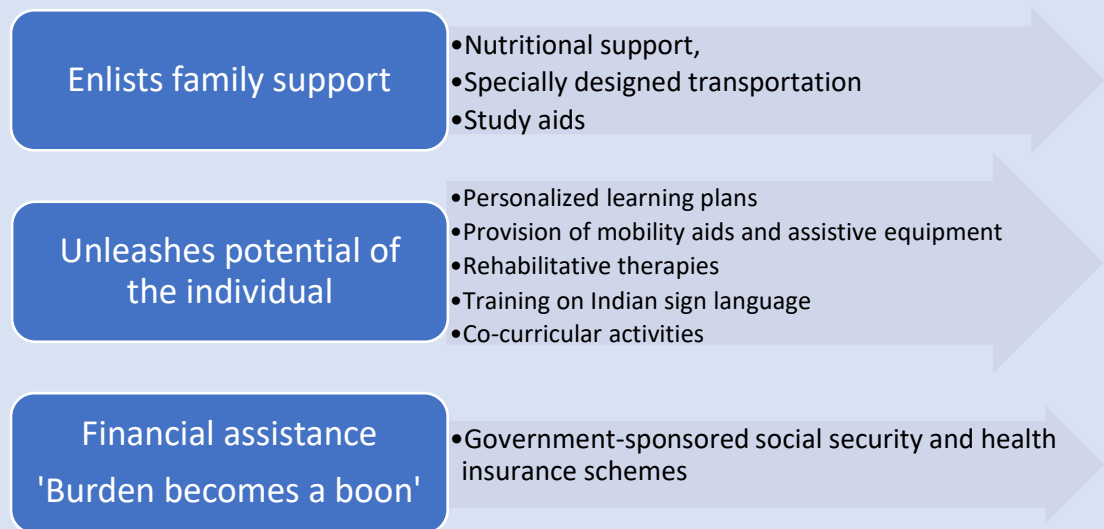 Enlists family support
•Nutritional support,
•Specially designed transportation
•Study aids
Unleashes potential of
the individual
•Personalized learning plans
•Provision of mobility aids and assistive equipment
•Rehabilitative therapies
•Training on Indian sign language
•Co-curricular activities
Financial assistance
'Burden becomes a boon'
•Government-sponsored social security and health
insurance schemes